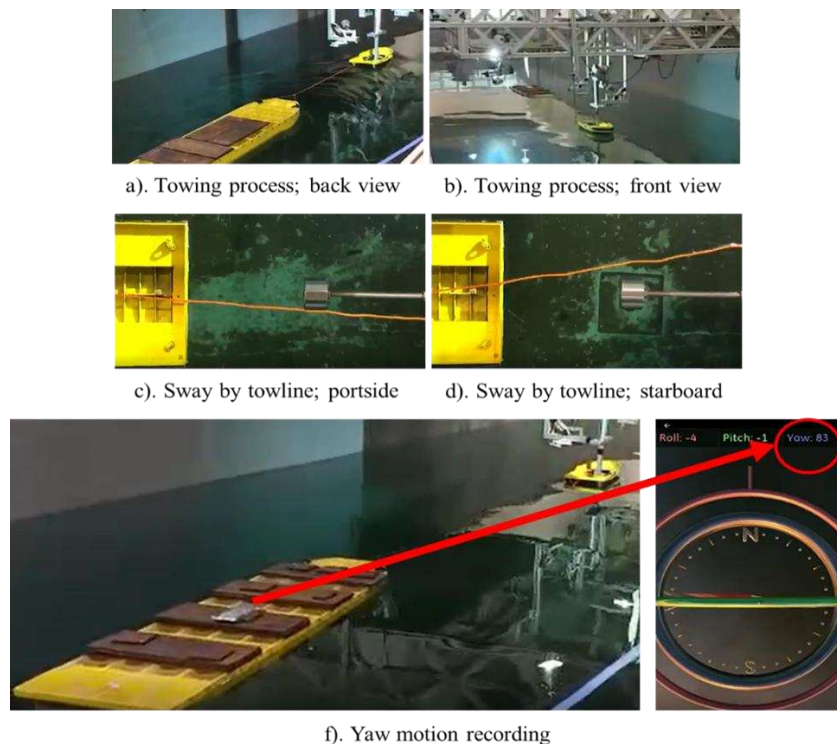 a). Towing process; back view
b). Towing process; front view
c). Sway by towline; portside
d). Sway by towline; starboard
Roll: -4 Pitch: -1 Yaw: 83
N
S
f). Yaw motion recording